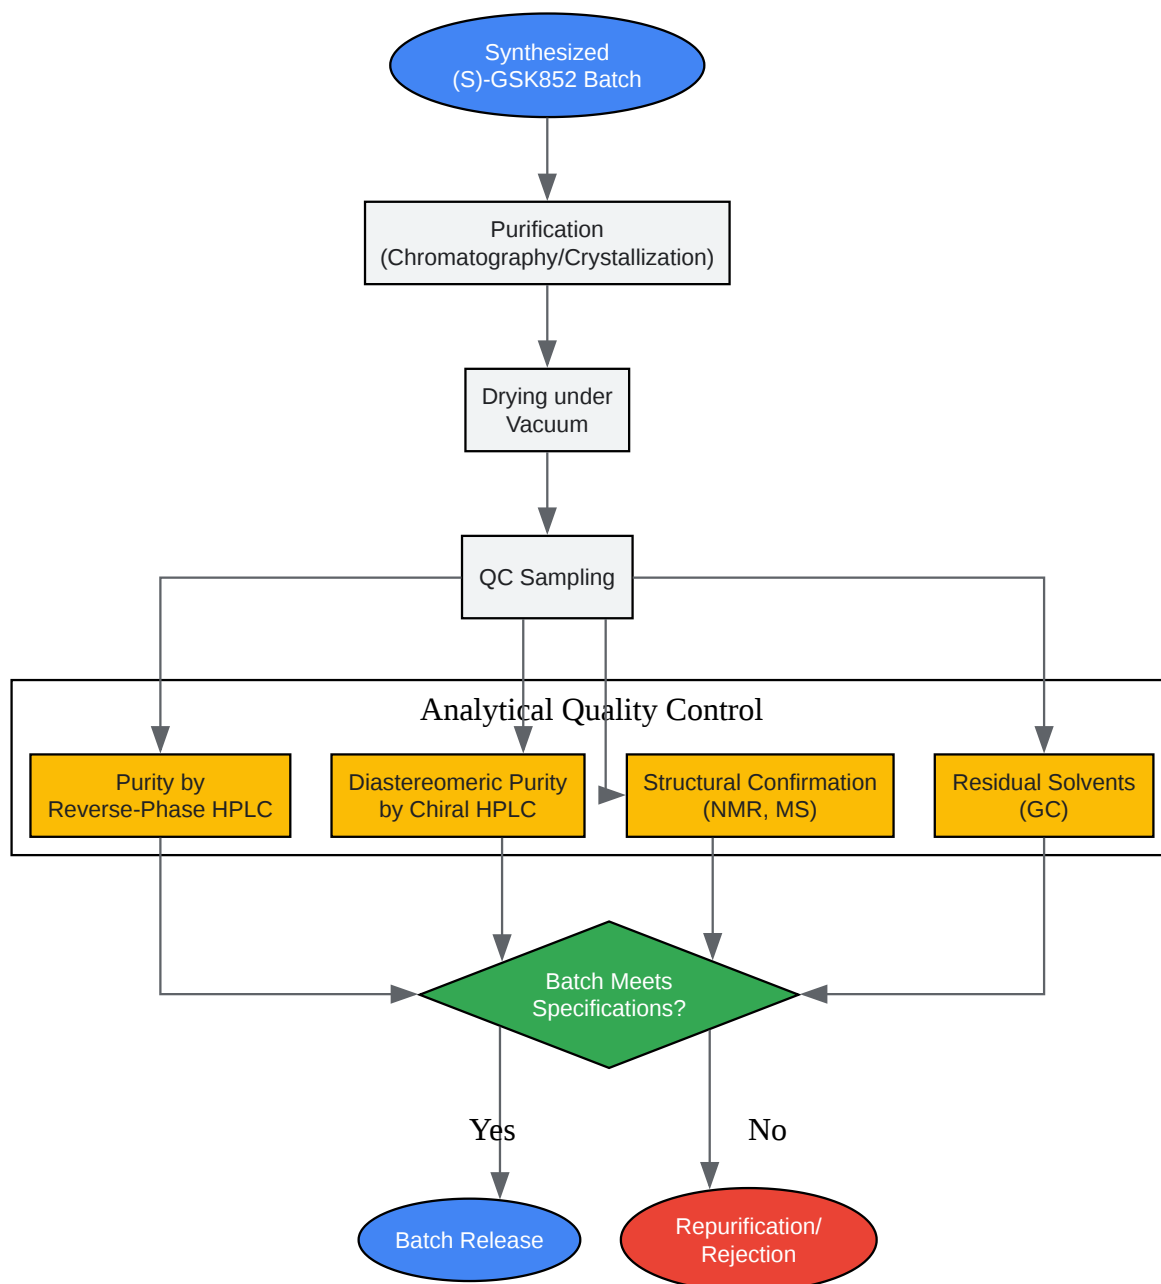 Synthesized
(S)-GSK852 Batch
Purification
(Chromatography/Crystallization)
Drying under
Vacuum
QC Sampling
Analytical Quality Control
Purity by
Reverse-Phase HPLC
Diastereomeric Purity
by Chiral HPLC
Structural Confirmation
(NMR, MS)
Residual Solvents
(GC)
Batch Meets
Specifications?
Yes
No
Batch Release
Repurification/
Rejection